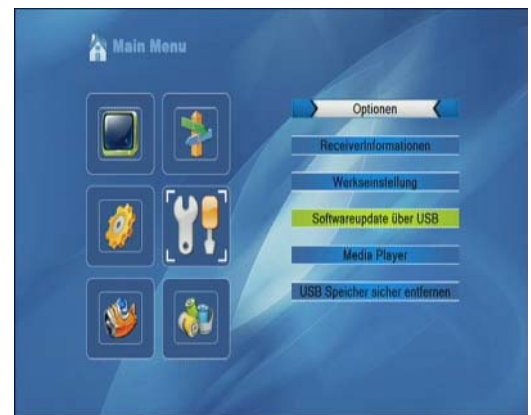 Main Menu
Optionen
ReceiverInformationen
Werkseinstellung
Softwareupdate über USB
Media Player
USB Speicher sicher entfernen